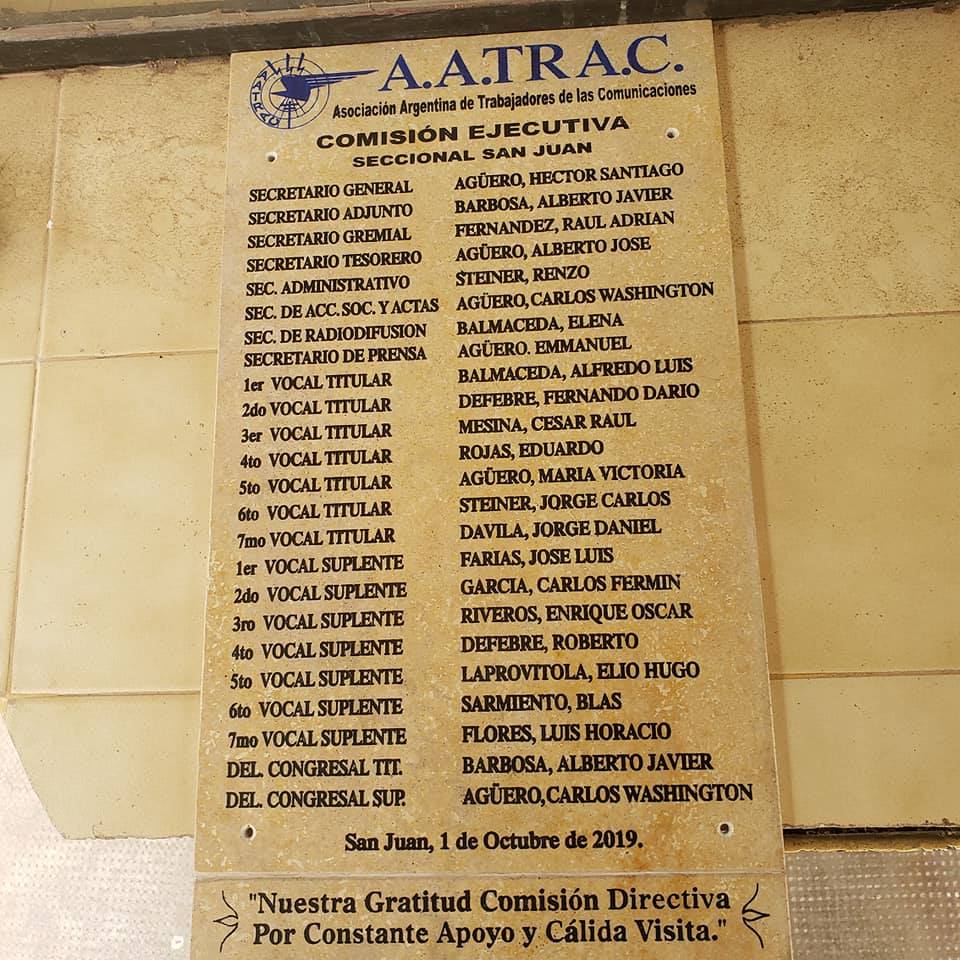 AATRAC
A.A.TRA.C.
Asociación Argentina de Trabajadores de las Comunicaciones
COMISIÓN EJECUTIVA
SECCIONAL SAN JUAN
SECRETARIO GENERAL AGÜERO, HECTOR SANTIAGO
SECRETARIO ADJUNTO BARBOSA, ALBERTO JAVIER
SECRETARIO GREMIAL FERNANDEZ, RAUL ADRIAN
SECRETARIO TESORERO AGÜERO, ALBERTO JOSE
SEC. ADMINISTRATIVO STEINER, RENZO
SEC. DE ACC. SOC. Y ACTAS AGÜERO, CARLOS WASHINGTON
SEC. DE RADIODIFUSION BALMACEDA, ELENA
SECRETARIO DE PRENSA AGÜERO. EMMANUEL
1er VOCAL TITULAR BALMACEDA, ALFREDO LUIS
2do VOCAL TITULAR DEFEBRE, FERNANDO DARIO
3er VOCAL TITULAR MESINA, CESAR RAUL
4to VOCAL TITULAR ROJAS, EDUARDO
5to VOCAL TITULAR AGÜERO, MARIA VICTORIA
6to VOCAL TITULAR STEINER, JORGE CARLOS
7mo VOCAL TITULAR DAVILA, JORGE DANIEL
1er VOCAL SUPLENTE FARIAS, JOSE LUIS
2do VOCAL SUPLENTE GARCIA, CARLOS FERMIN
3ro VOCAL SUPLENTE RIVEROS, ENRIQUE OSCAR
4to VOCAL SUPLENTE DEFEBRE, ROBERTO
5to VOCAL SUPLENTE LAPROVITOLA, ELIO HUGO
6to VOCAL SUPLENTE SARMIENTO, BLAS
7mo VOCAL SUPLENTE FLORES, LUIS HORACIO
DEL. CONGRESAL TIT. BARBOSA, ALBERTO JAVIER
DEL. CONGRESAL SUP. AGÜERO, CARLOS WASHINGTON
San Juan, 1 de Octubre de 2019.
"Nuestra Gratitud Comisión Directiva
Por Constante Apoyo y Cálida Visita."